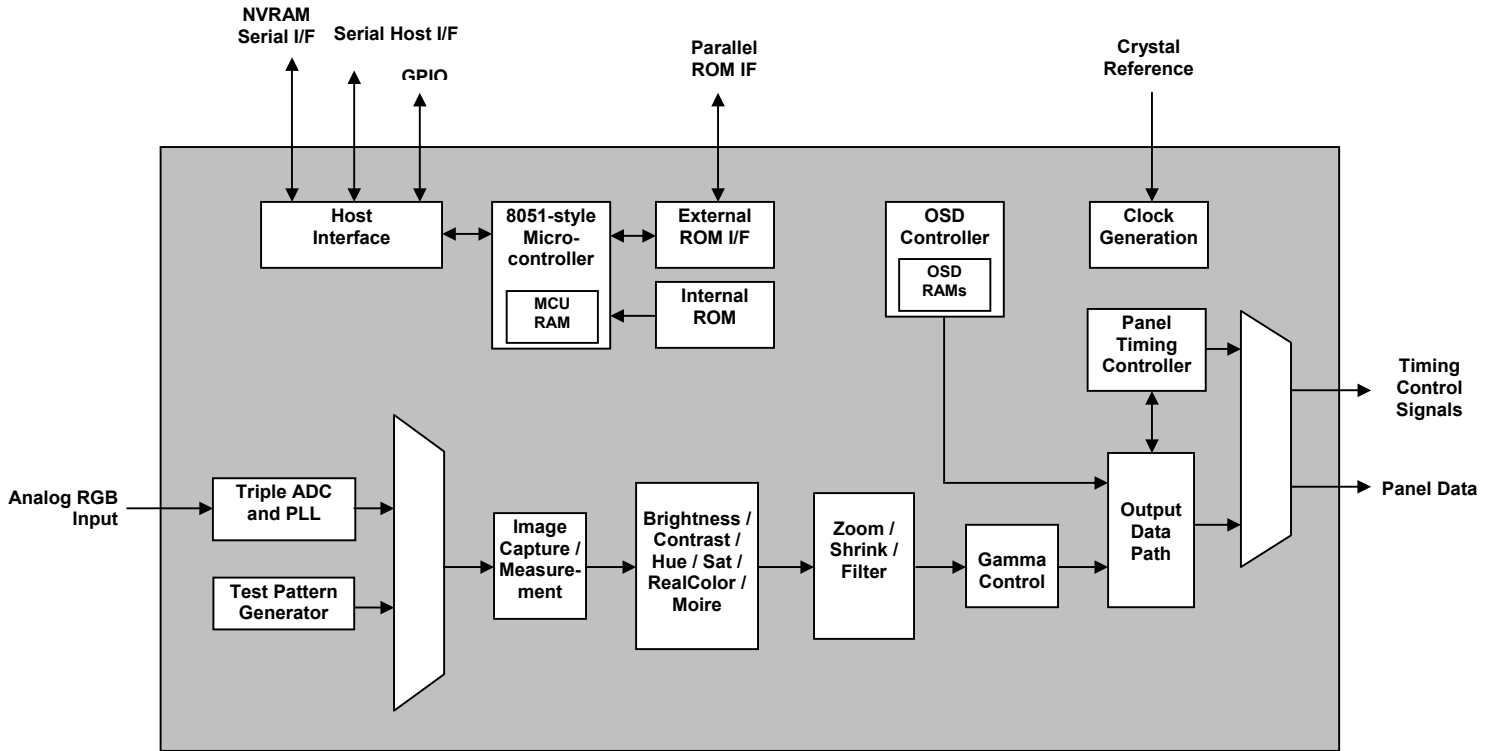 NVRAM
Serial I/F
Serial Host I/F
GPIO
Parallel
ROM IF
Crystal
Reference
Host
Interface
8051-style
Micro-
controller
MCU
RAM
External
ROM I/F
Internal
ROM
OSD
Controller
OSD
RAMs
Clock
Generation
Panel
Timing
Controller
Timing
Control
Signals
Analog RGB
Input
Triple ADC
and PLL
Test Pattern
Generator
Image
Capture /
Measure-
ment
Brightness /
Contrast /
Hue / Sat /
RealColor /
Moire
Zoom /
Shrink /
Filter
Gamma
Control
Output
Data
Path
Panel Data